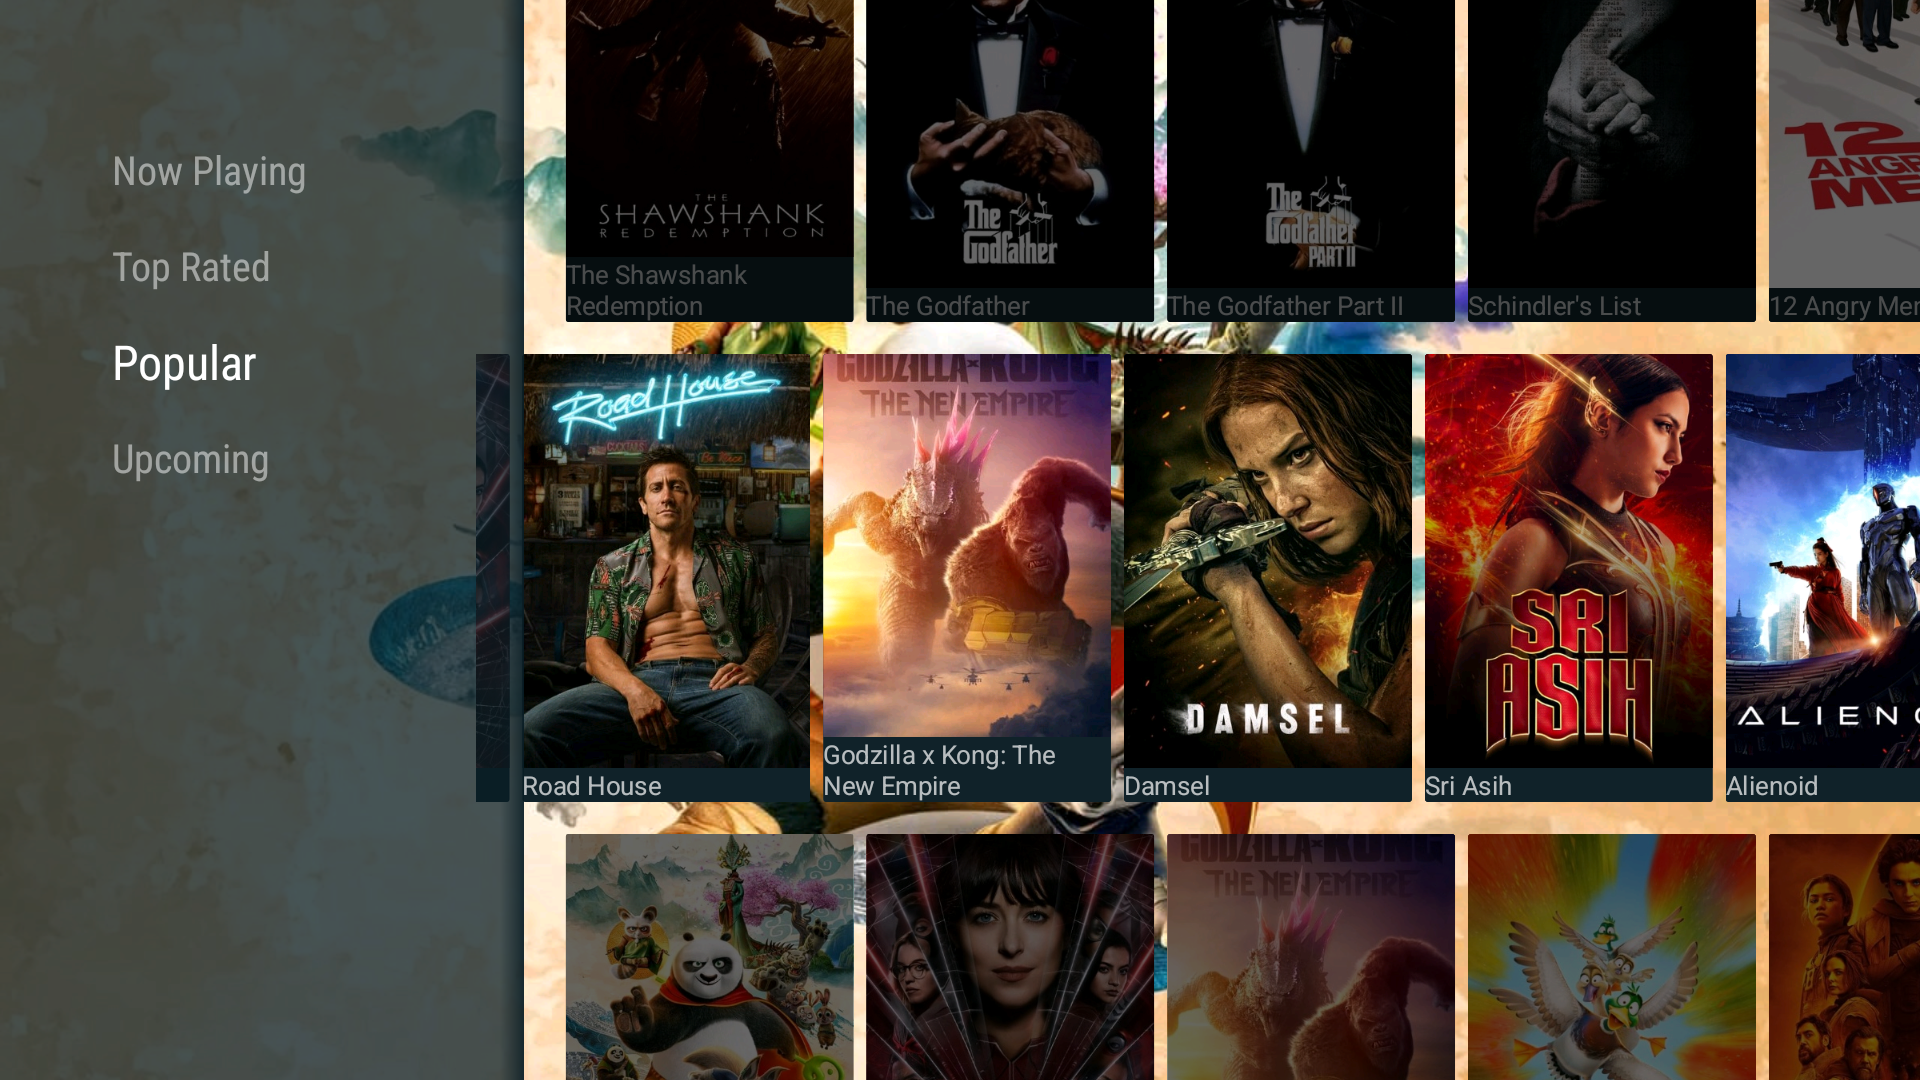 Now Playing
Top Rated
Popular
Upcoming
THE
SHAWSHANK
REDEMPTION
The Shawshank
Redemption
The
Godfather
The Godfather
The
Godfather
PART II
The Godfather Part II
Schindler's List
12
ANGR
ME
12 Angry Men
Road House
Road House
GODZILLA x KONG
THE NEW EMPIRE
Godzilla x Kong: The
New Empire
DAMSEL
Damsel
SRI
ASIH
Sri Asih
ALIENO
Alienoid
GODZILLA x KONG
THE NEW EMPIRE